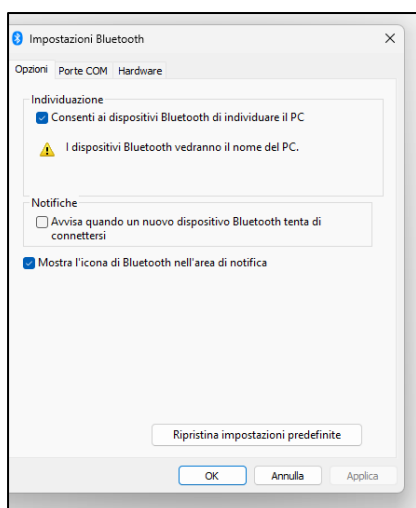 Impostazioni Bluetooth
Opzioni Porte COM Hardware
Individuazione
Consenti ai dispositivi Bluetooth di individuare il PC
I dispositivi Bluetooth vedranno il nome del PC.
Notifiche
Avvisa quando un nuovo dispositivo Bluetooth tenta di
connettersi
Mostra l'icona di Bluetooth nell'area di notifica
Ripristina impostazioni predefinite
OK Annulla Applica